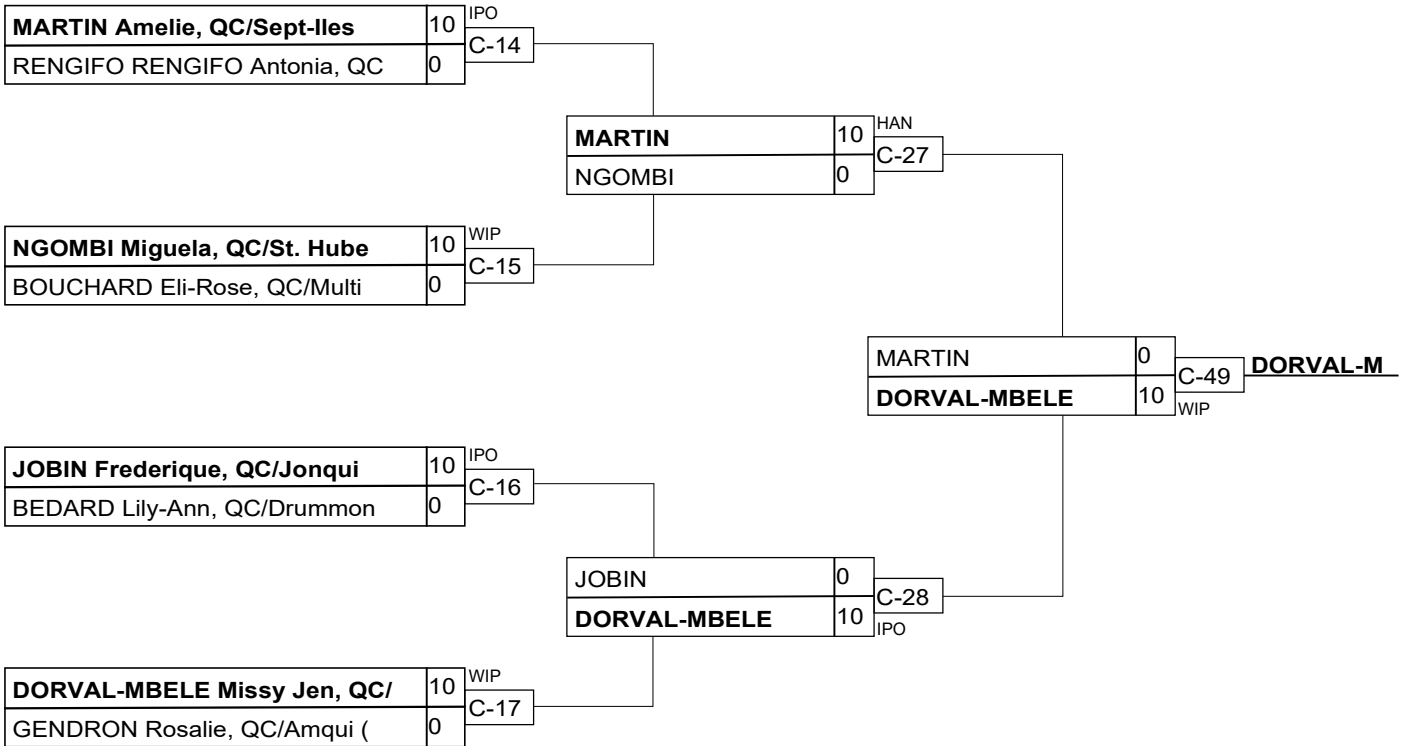 MARTIN Amelie, QC/Sept-Iles 10 IPO
C-14
RENGIFO RENGIFO Antonia, QC 0
MARTIN 10 HAN
C-27
NGOMBI 0
NGOMBI Miguela, QC/St. Hube 10 WIP
C-15
BOUCHARD Eli-Rose, QC/Multi 0
MARTIN 0
C-49 DORVAL-M
DORVAL-MBELE 10 WIP
JOBIN Frederique, QC/Jonqui 10 IPO
C-16
BEDARD Lily-Ann, QC/Drummon 0
JOBIN 0
C-28
DORVAL-MBELE 10 IPO
DORVAL-MBELE Missy Jen, QC/ 10 WIP
C-17
GENDRON Rosalie, QC/Amqui ( 0